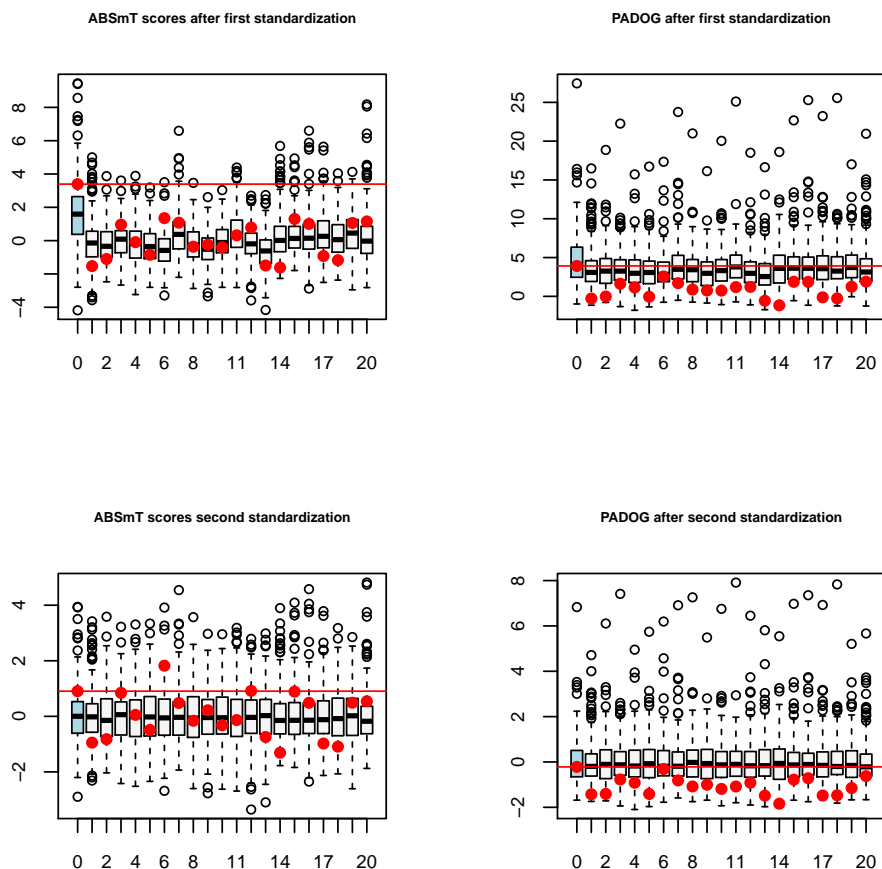 ABSmT scores after first standardization
8
6
4
2
0
−4
0 2 4 6 8 11 14 17 20
PADOG after first standardization
25
20
15
10
5
0
0 2 4 6 8 11 14 17 20
ABSmT scores second standardization
4
2
0
−2
0 2 4 6 8 11 14 17 20
PADOG after second standardization
8
6
4
2
0
−2
0 2 4 6 8 11 14 17 20